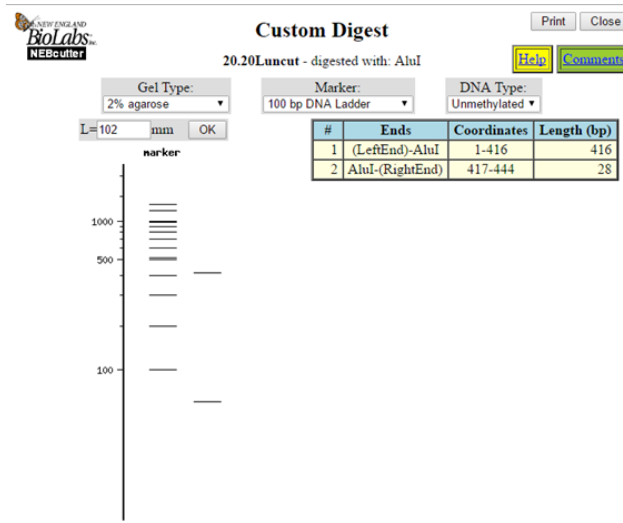 NEW ENGLAND
BioLabs Inc.
NEBcutter
Custom Digest
Print
Close
20.20Luncut - digested with: AluI
Help
Comments
Gel Type:
2% agarose
Marker:
100 bp DNA Ladder
DNA Type:
Unmethylated
L= 102 mm OK
# Ends Coordinates Length (bp)
1 (LeftEnd)-AluI 1-416 416
2 AluI-(RightEnd) 417-444 28
marker
1000
500
100